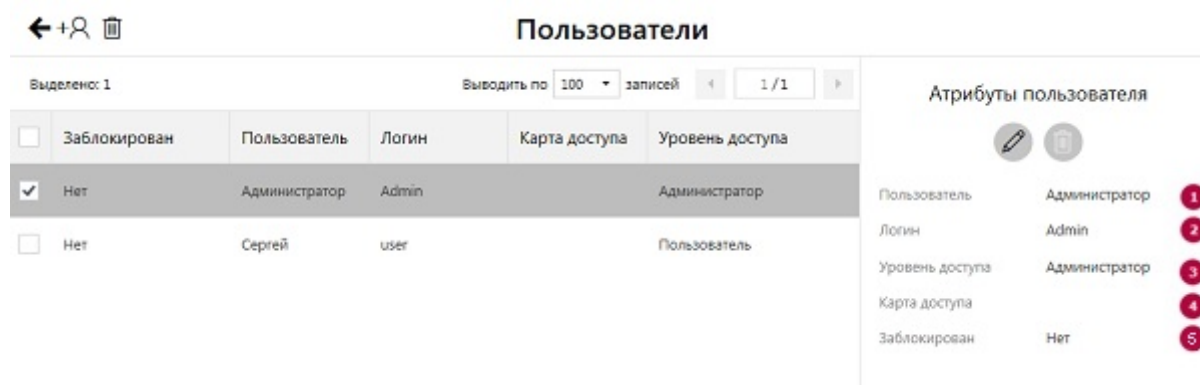 Пользователи
Выделено: 1
Выводить по 100 записей 1/1
Заблокирован Пользователь Логин Карта доступа Уровень доступа
Нет Администратор Admin Администратор
Нет Сергей user Пользователь
Атрибуты пользователя
Пользователь Администратор 1
Логин Admin 2
Уровень доступа Администратор 3
Карта доступа 4
Заблокирован Нет 5